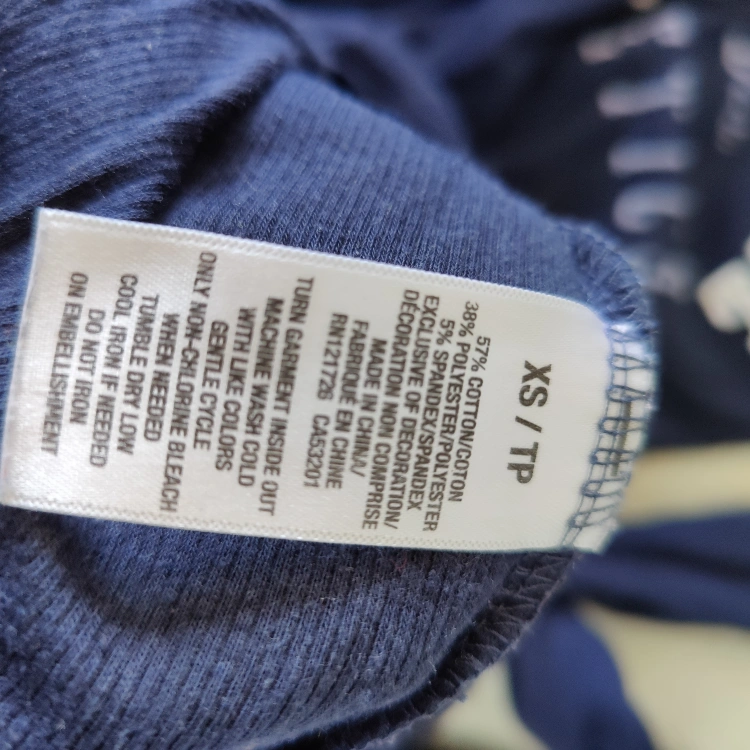 XS / TP
57% COTTON/COTON
38% POLYESTER/POLYESTER
5% SPANDEX/SPANDEX
EXCLUSIVE OF DECORATION/
DÉCORATION NON COMPRISE
MADE IN CHINA/
FABRIQUÉ EN CHINE
RN121726 CA53201
TURN GARMENT INSIDE OUT
MACHINE WASH COLD
WITH LIKE COLORS
GENTLE CYCLE
ONLY NON-CHLORINE BLEACH
WHEN NEEDED
TUMBLE DRY LOW
COOL IRON IF NEEDED
DO NOT IRON
ON EMBELLISHMENT